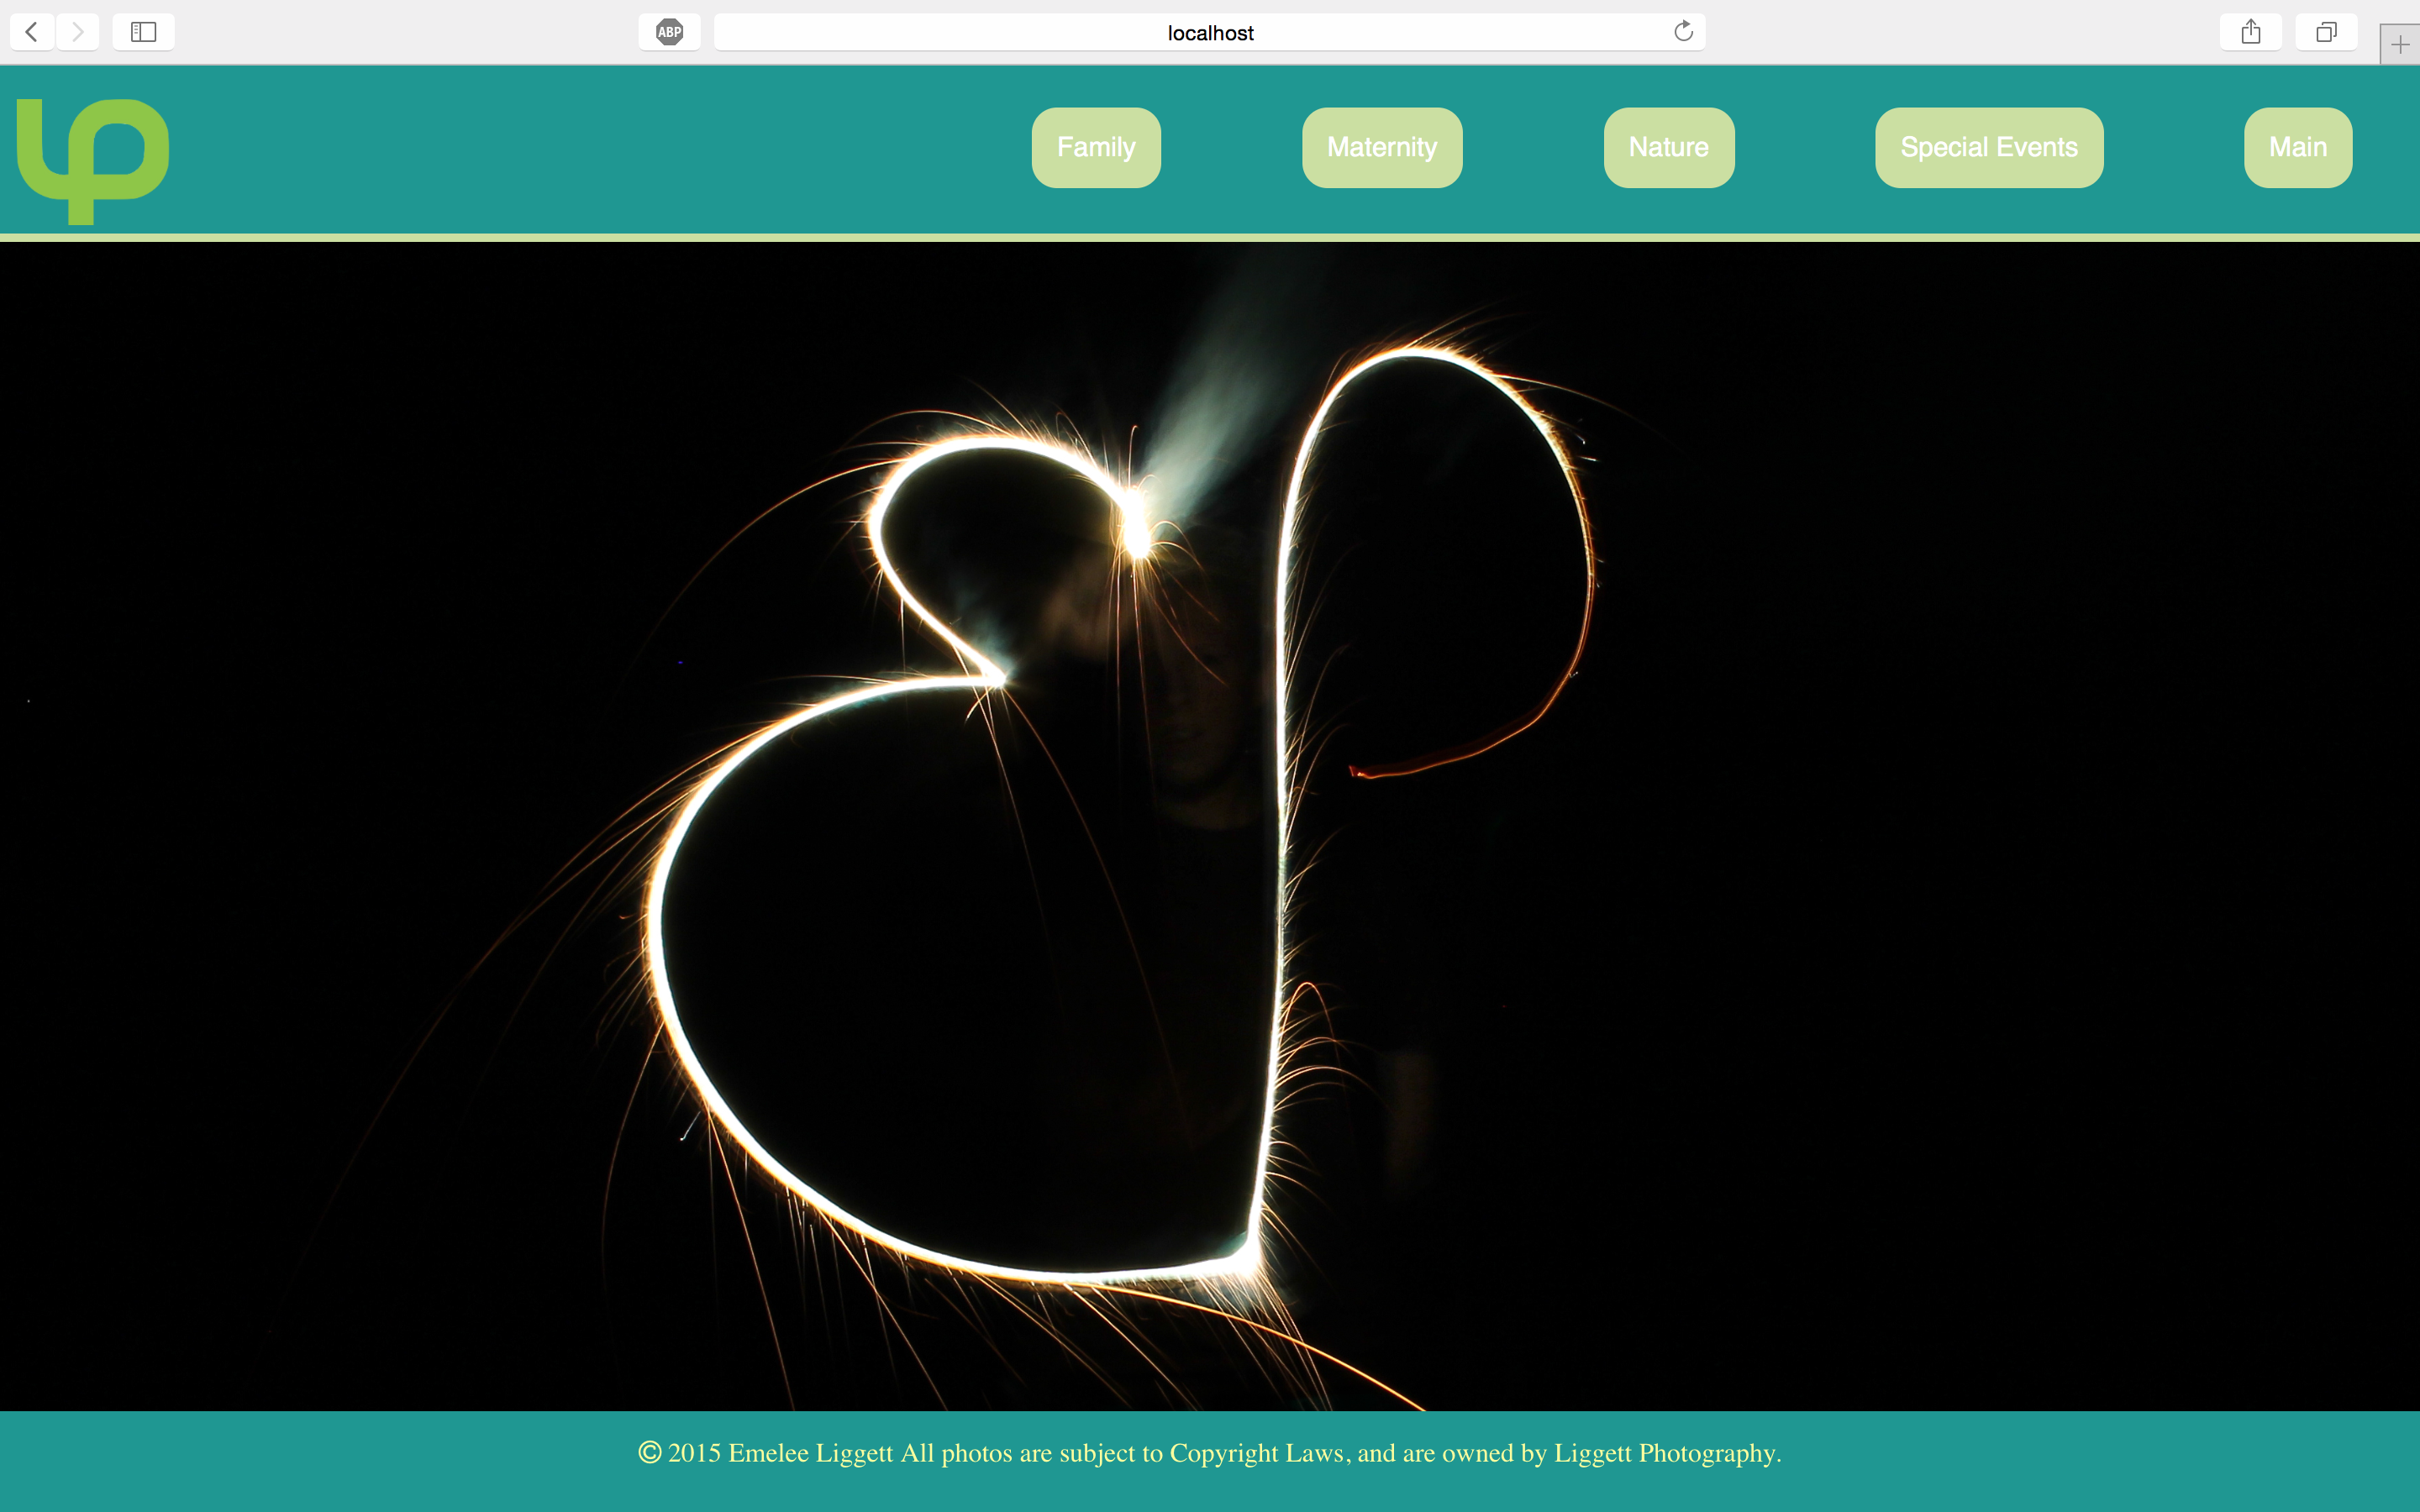 ABP
localhost
Family Maternity Nature Special Events Main
© 2015 Emelee Liggett All photos are subject to Copyright Laws, and are owned by Liggett Photography.